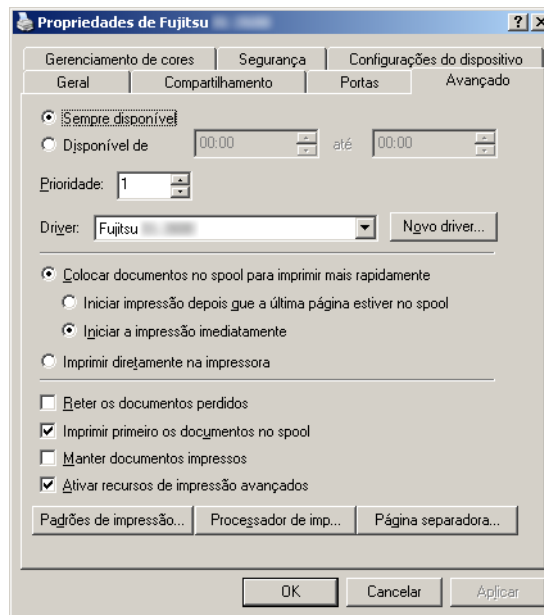 Propriedades de Fujitsu
Gerenciamento de cores Segurança Configurações do dispositivo
Geral Compartilhamento Portas Avançado
Sempre disponível
Disponível de 00:00 até 00:00
Prioridade: 1
Driver: Fujitsu Novo driver...
Colocar documentos no spool para imprimir mais rapidamente
Iniciar impressão depois que a última página estiver no spool
Iniciar a impressão imediatamente
Imprimir diretamente na impressora
Reter os documentos perdidos
Imprimir primeiro os documentos no spool
Manter documentos impressos
Ativar recursos de impressão avançados
Padrões de impressão... Processador de imp... Página separadora...
OK Cancelar Aplicar